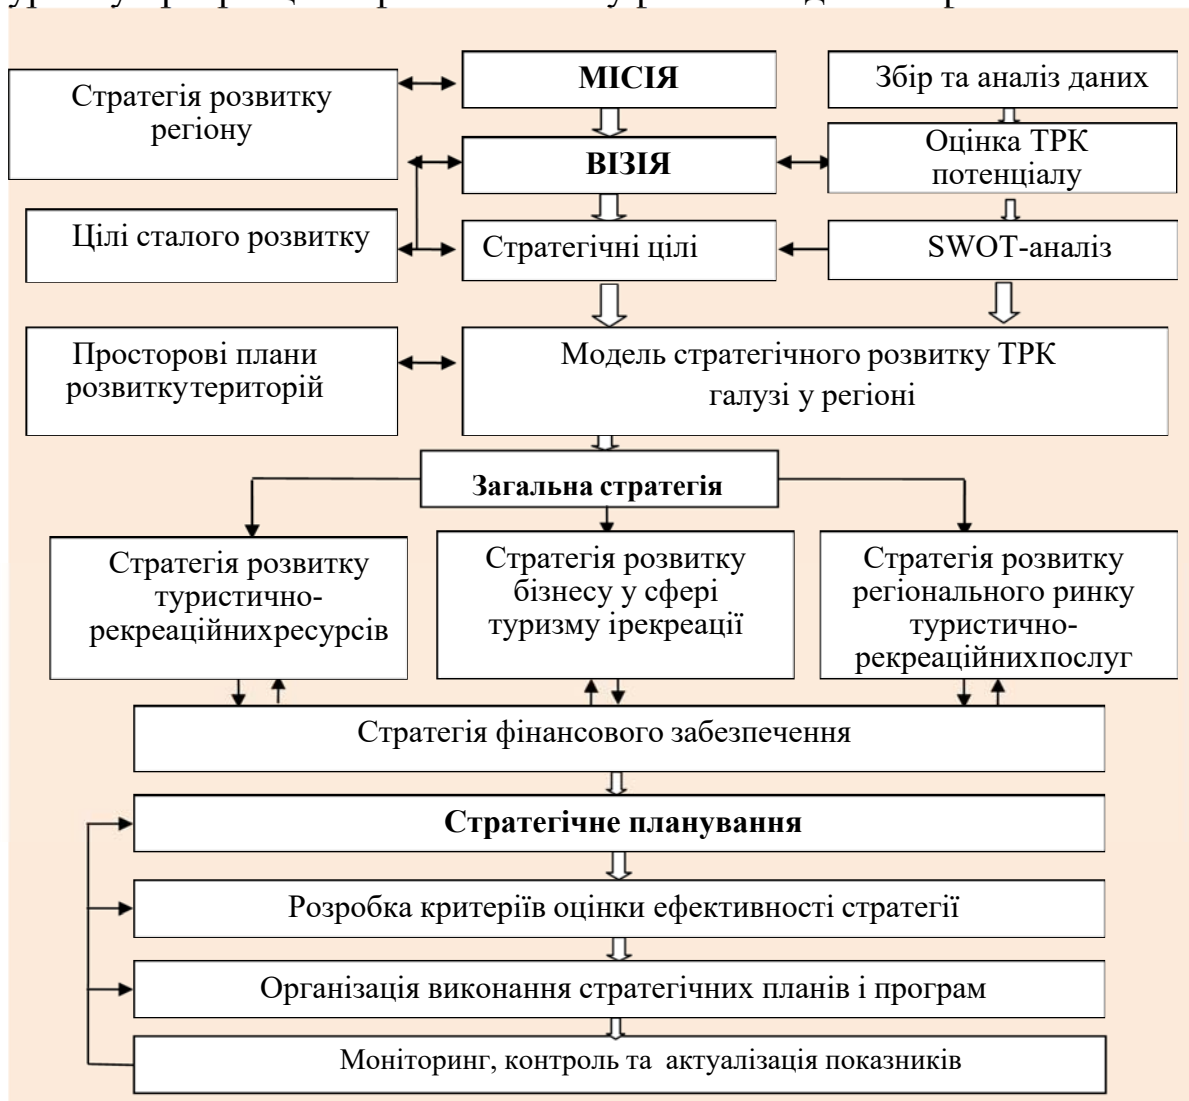 МІСІЯ
Збір та аналіз даних
Стратегія розвитку
регіону
ВІЗІЯ
Оцінка ТРК
потенціалу
Цілі сталого розвитку
Стратегічні цілі
SWOT-аналіз
Просторові плани
розвиткутериторій
Модель стратегічного розвитку ТРК
галузі у регіоні
Загальна стратегія
Стратегія розвитку
туристично-
рекреаційнихресурсів
Стратегія розвитку
бізнесу у сфері
туризму ірекреації
Стратегія розвитку
регіонального ринку
туристично-
рекреаційнихпослуг
Стратегія фінансового забезпечення
Стратегічне планування
Розробка критеріїв оцінки ефективності стратегії
Організація виконання стратегічних планів і програм
Моніторинг, контроль та актуалізація показників